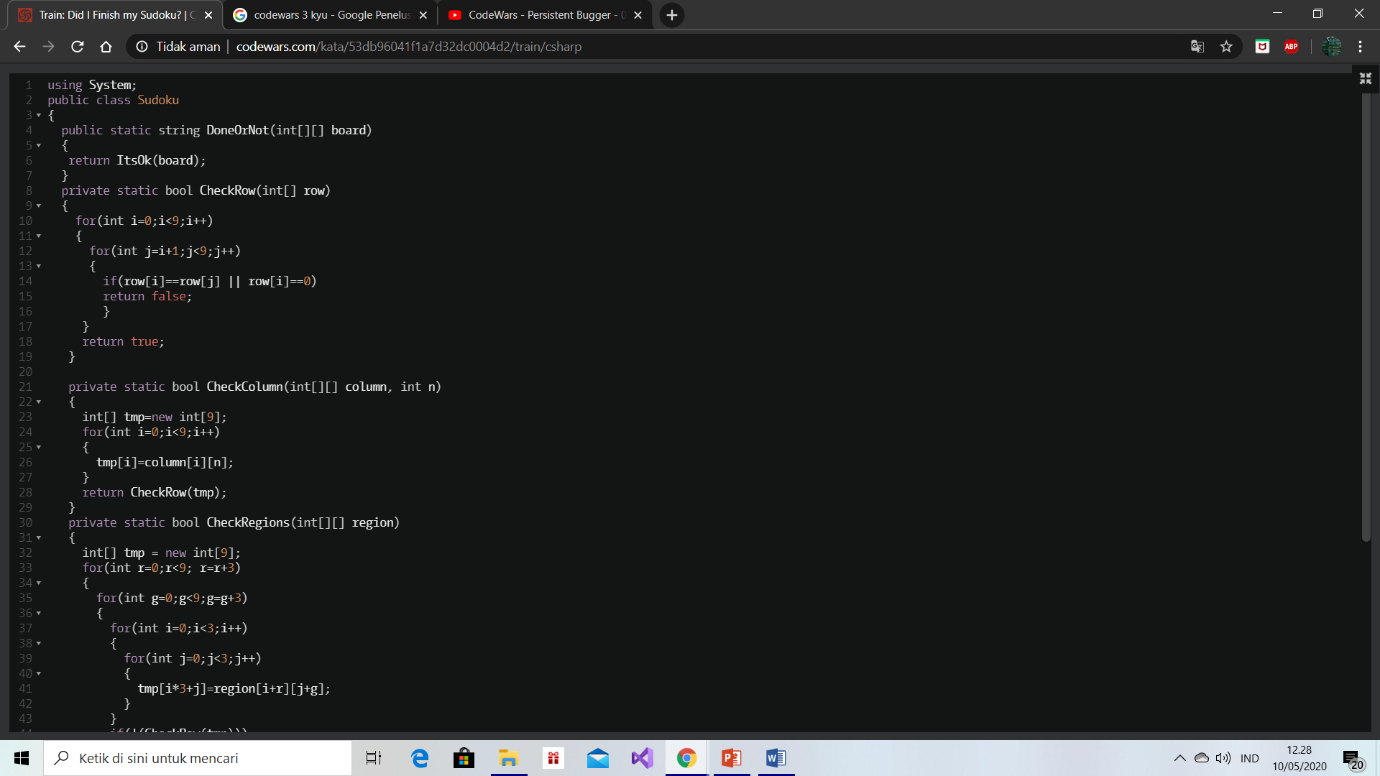 Train: Did I Finish my Sudoku? | C
codewars 3 kyu - Google Penelus
CodeWars - Persistent Bugger -
Tidak aman | codewars.com/kata/53db96041f1a7d32dc0004d2/train/csharp
ABP
1 using System;
2 public class Sudoku
3 {
4 public static string DoneOrNot(int[][] board)
5 {
6 return ItsOk(board);
7 }
8 private static bool CheckRow(int[] row)
9 {
10 for(int i=0;i<9;i++)
11 {
12 for(int j=i+1;j<9;j++)
13 {
14 if(row[i]==row[j] || row[i]==0)
15 return false;
16 }
17 }
18 return true;
19 }
20
21 private static bool CheckColumn(int[][] column, int n)
22 {
23 int[] tmp=new int[9];
24 for(int i=0;i<9;i++)
25 {
26 tmp[i]=column[i][n];
27 }
28 return CheckRow(tmp);
29 }
30 private static bool CheckRegions(int[][] region)
31 {
32 int[] tmp = new int[9];
33 for(int r=0;r<9; r=r+3)
34 {
35 for(int g=0;g<9;g=g+3)
36 {
37 for(int i=0;i<3;i++)
38 {
39 for(int j=0;j<3;j++)
40 {
41 tmp[i*3+j]=region[i+r][j+g];
42 }
43 }
44 if(!(CheckRow(tmp)))
Ketik di sini untuk mencari
IND
12.28
10/05/2020
20